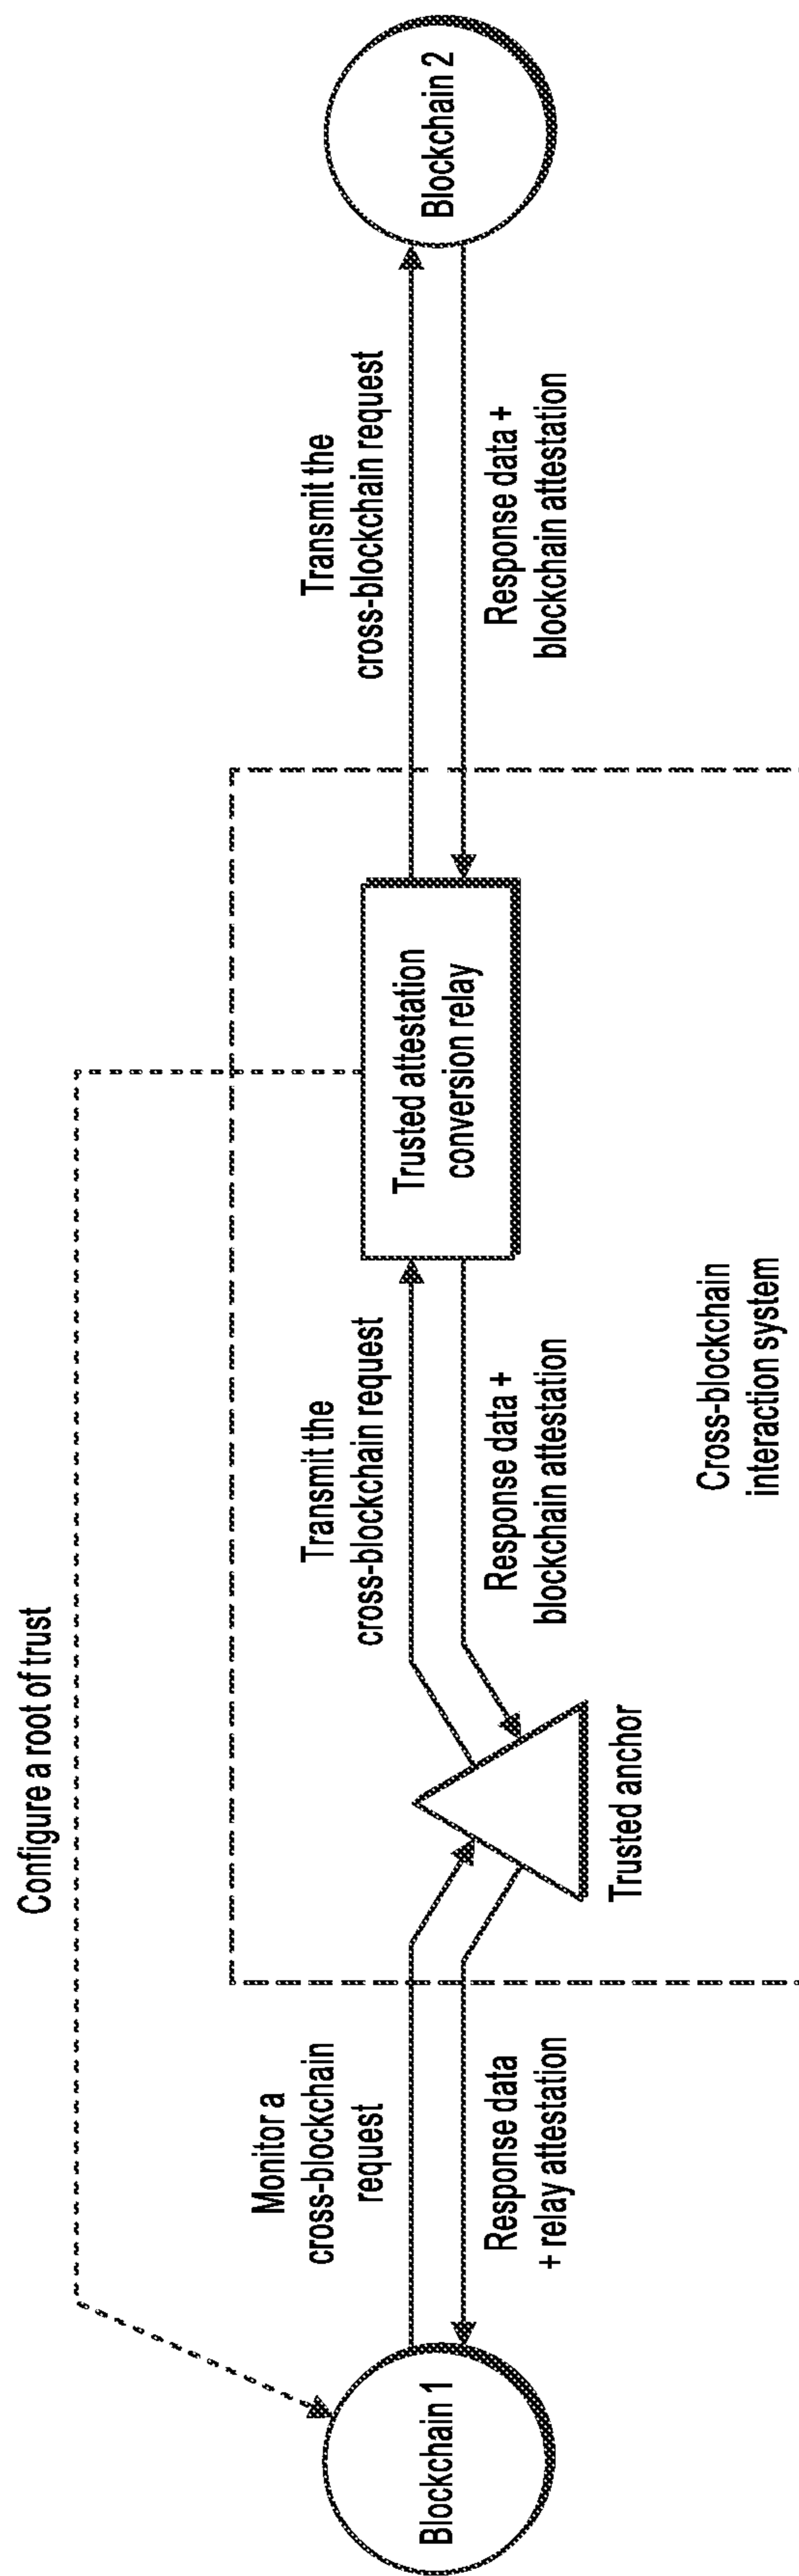 Configure a root of trust
Monitor a
cross-blockchain
request
Transmit the
cross-blockchain request
Transmit the
cross-blockchain request
Blockchain 1
Trusted attestation
conversion relay
Blockchain 2
Response data
+ relay attestation
Response data +
blockchain attestation
Response data +
blockchain attestation
Trusted anchor
Cross-blockchain
interaction system